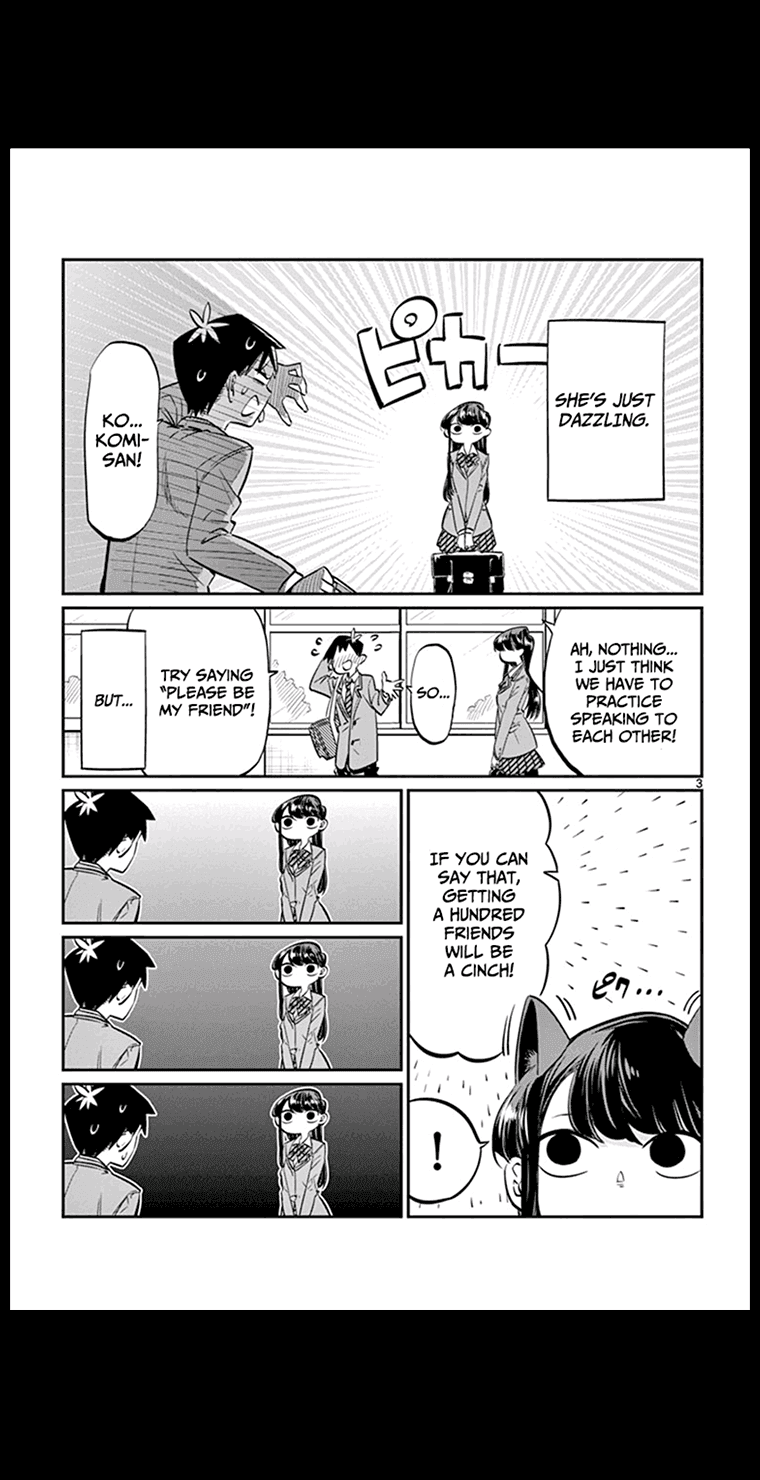 SHE'S JUST
DAZZLING.
ピカー
KO...
KOMI-
SAN!
AH, NOTHING...
I JUST THINK
WE HAVE TO
PRACTICE
SPEAKING TO
EACH OTHER!
SO...
TRY SAYING
"PLEASE BE
MY FRIEND"!
BUT...
3
IF YOU CAN
SAY THAT,
GETTING
A HUNDRED
FRIENDS
WILL BE
A CINCH!
ピク...
!